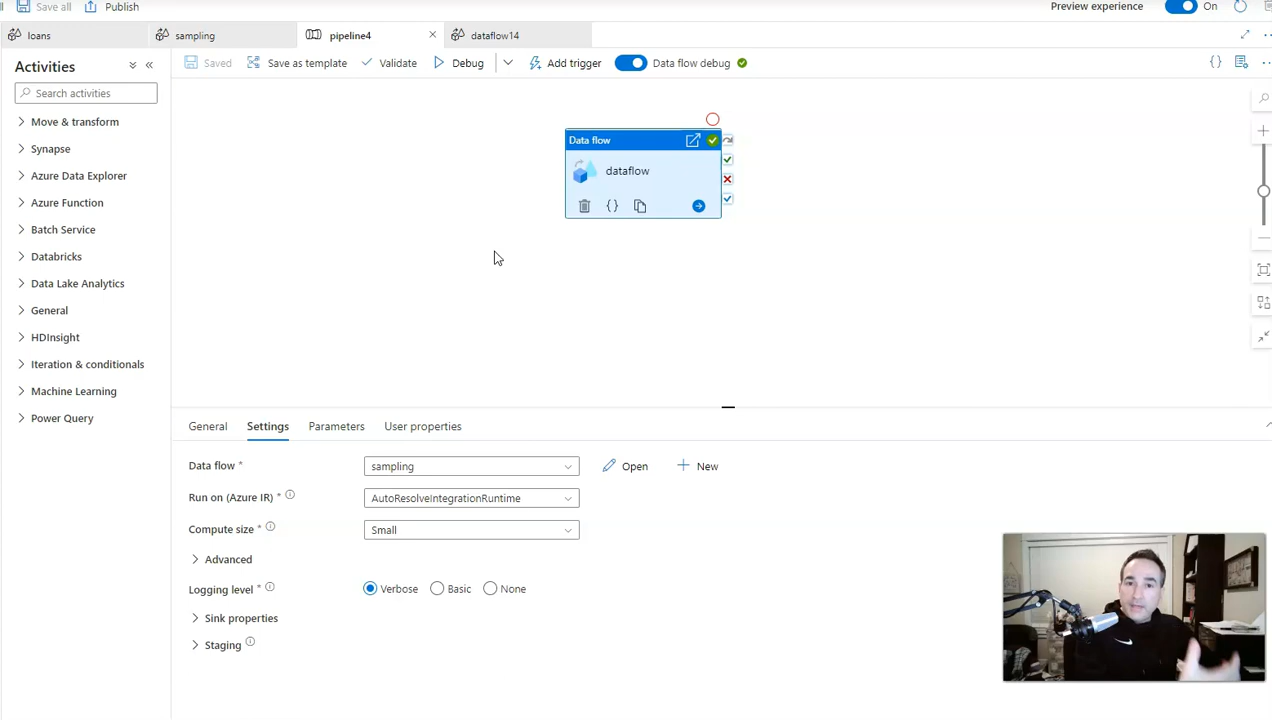 Save all
Publish
Preview experience
On
loans
sampling
pipeline4
dataflow14
Activities
Saved
Save as template
Validate
Debug
Add trigger
Data flow debug
{}
Search activities
Move & transform
Synapse
Azure Data Explorer
Azure Function
Batch Service
Databricks
Data Lake Analytics
General
HDInsight
Iteration & conditionals
Machine Learning
Power Query
Data flow
dataflow
{}
General
Settings
Parameters
User properties
Data flow *
sampling
Open
New
Run on (Azure IR) *
AutoResolveIntegrationRuntime
Compute size *
Small
Advanced
Logging level *
Verbose
Basic
None
Sink properties
Staging